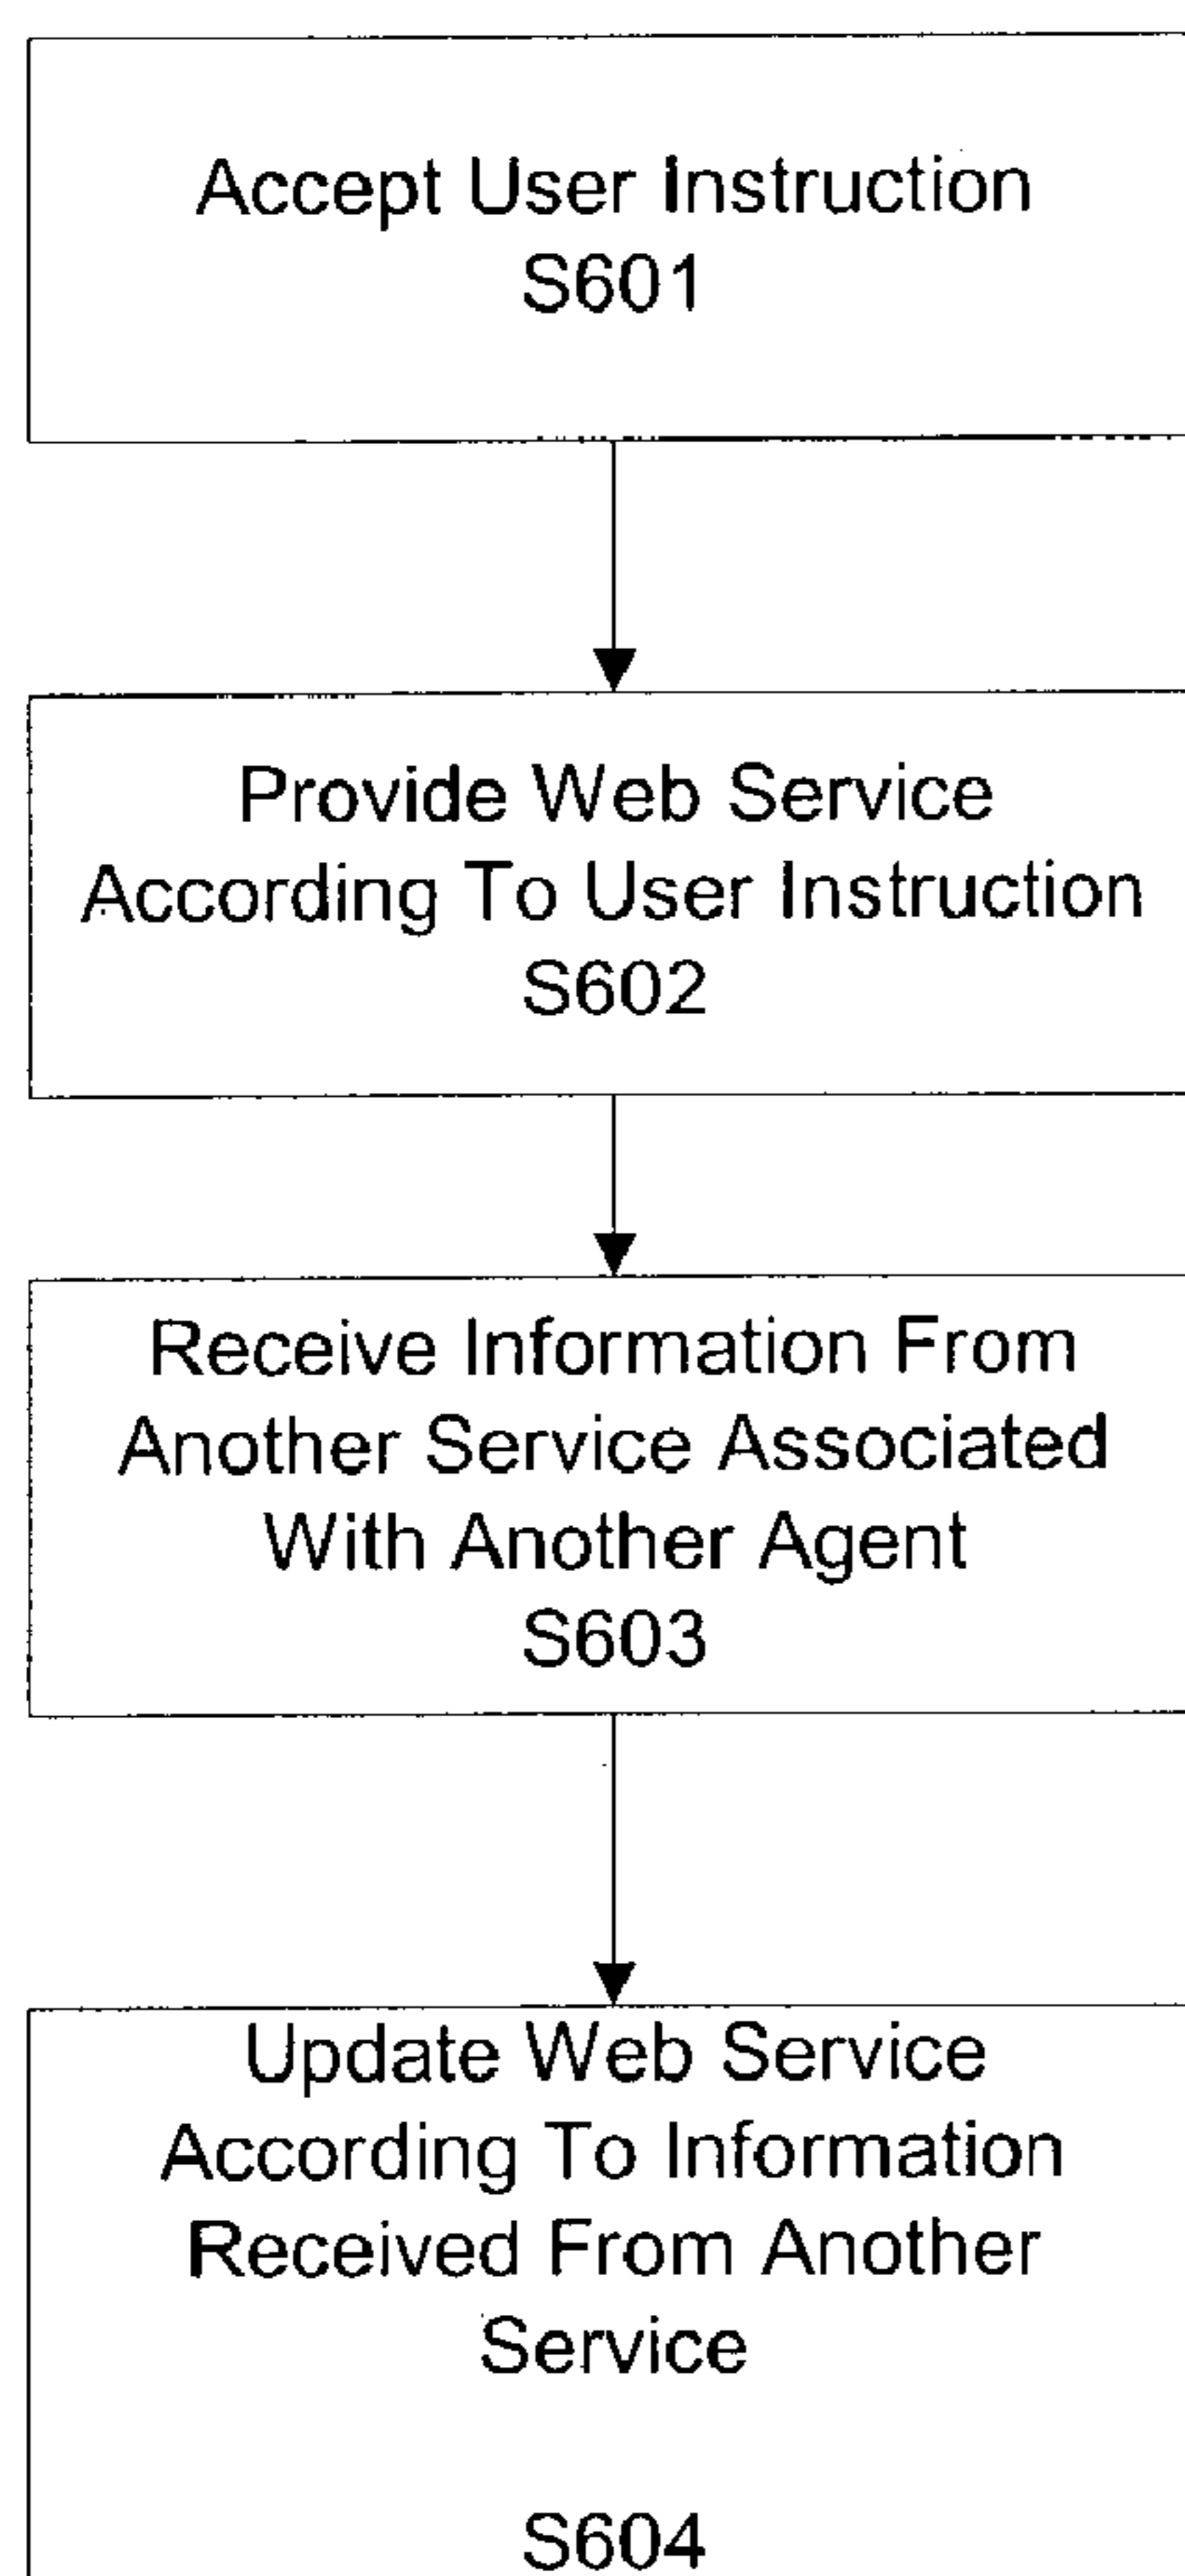 Accept User Instruction
S601
Provide Web Service
According To User Instruction
S602
Receive Information From
Another Service Associated
With Another Agent
S603
Update Web Service
According To Information
Received From Another
Service
S604